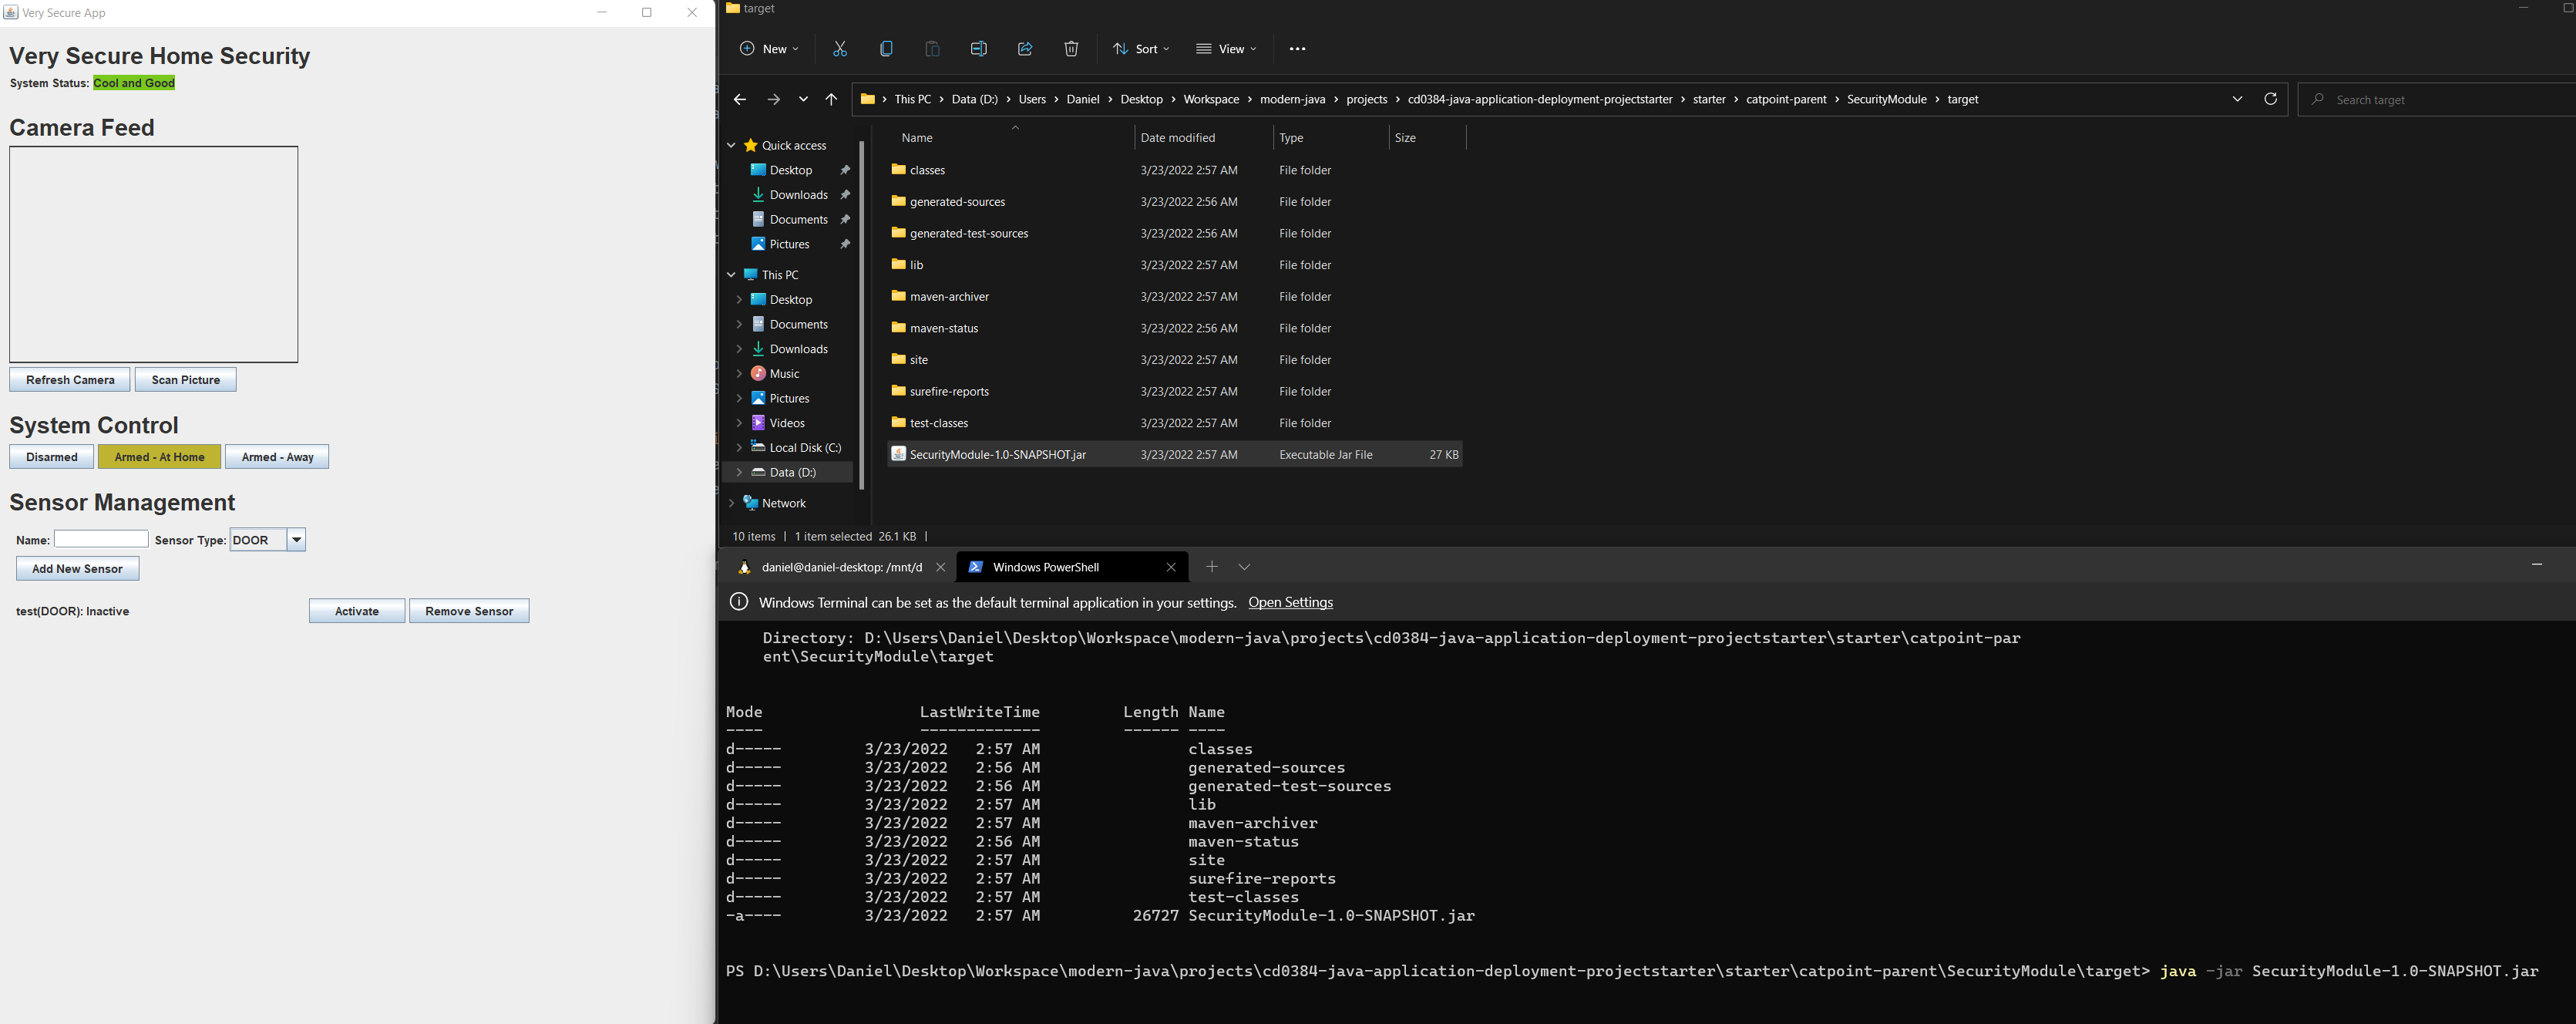 Very Secure App
Very Secure Home Security
System Status: Cool and Good
Camera Feed
Refresh Camera Scan Picture
System Control
Disarmed Armed - At Home Armed - Away
Sensor Management
Name: Sensor Type: DOOR
Add New Sensor
test(DOOR): Inactive Activate Remove Sensor
target
New Sort View
This PC Data (D:) Users Daniel Desktop Workspace modern-java projects cd0384-java-application-deployment-projectstarter starter catpoint-parent SecurityModule target
Search target
Quick access
Desktop
Downloads
Documents
Pictures
This PC
Desktop
Documents
Downloads
Music
Pictures
Videos
Local Disk (C:)
Data (D:)
Network
Name Date modified Type Size
classes 3/23/2022 2:57 AM File folder
generated-sources 3/23/2022 2:56 AM File folder
generated-test-sources 3/23/2022 2:56 AM File folder
lib 3/23/2022 2:57 AM File folder
maven-archiver 3/23/2022 2:57 AM File folder
maven-status 3/23/2022 2:56 AM File folder
site 3/23/2022 2:57 AM File folder
surefire-reports 3/23/2022 2:57 AM File folder
test-classes 3/23/2022 2:57 AM File folder
SecurityModule-1.0-SNAPSHOT.jar 3/23/2022 2:57 AM Executable Jar File 27 KB
10 items | 1 item selected 26.1 KB |
daniel@daniel-desktop: /mnt/d Windows PowerShell
Windows Terminal can be set as the default terminal application in your settings. Open Settings
Directory: D:\Users\Daniel\Desktop\Workspace\modern-java\projects\cd0384-java-application-deployment-projectstarter\starter\catpoint-par
ent\SecurityModule\target
Mode LastWriteTime Length Name
---- ------------- ------ ----
d----- 3/23/2022 2:57 AM classes
d----- 3/23/2022 2:56 AM generated-sources
d----- 3/23/2022 2:56 AM generated-test-sources
d----- 3/23/2022 2:57 AM lib
d----- 3/23/2022 2:57 AM maven-archiver
d----- 3/23/2022 2:56 AM maven-status
d----- 3/23/2022 2:57 AM site
d----- 3/23/2022 2:57 AM surefire-reports
d----- 3/23/2022 2:57 AM test-classes
-a---- 3/23/2022 2:57 AM 26727 SecurityModule-1.0-SNAPSHOT.jar
PS D:\Users\Daniel\Desktop\Workspace\modern-java\projects\cd0384-java-application-deployment-projectstarter\starter\catpoint-parent\SecurityModule\target> java -jar SecurityModule-1.0-SNAPSHOT.jar